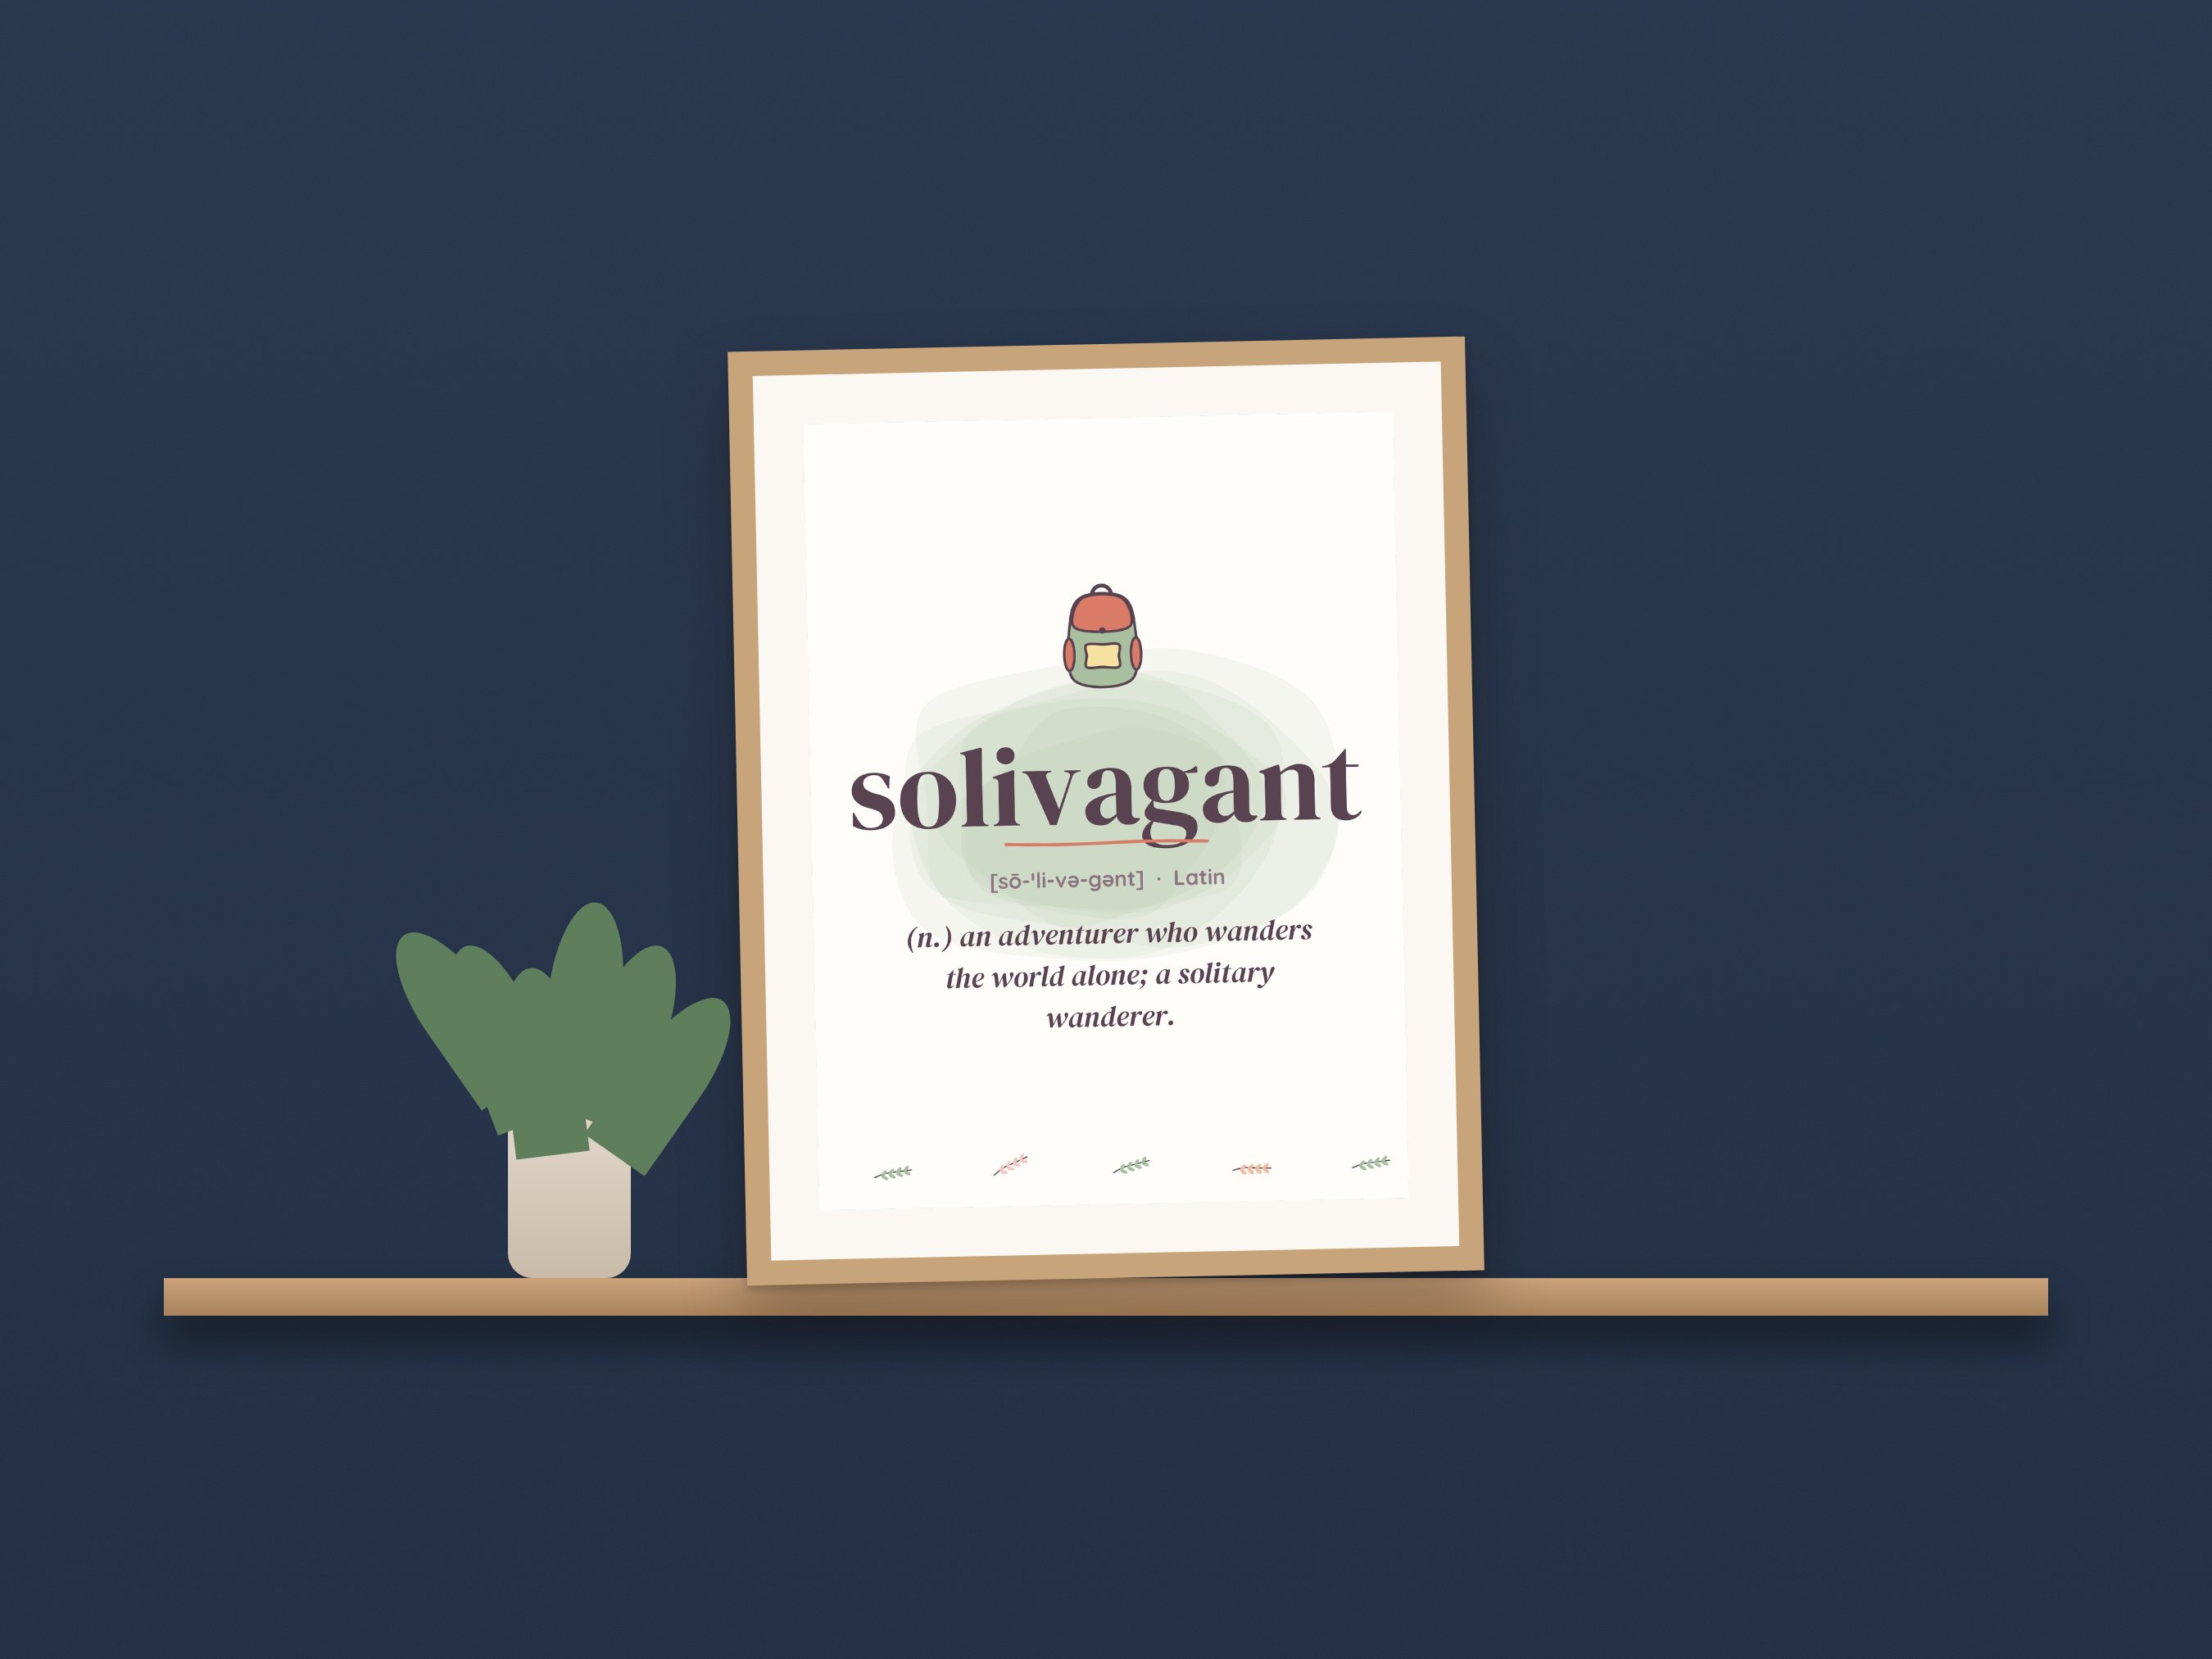 solivagant
[sō-ˈli-və-gənt] · Latin
(n.) an adventurer who wanders
the world alone; a solitary
wanderer.